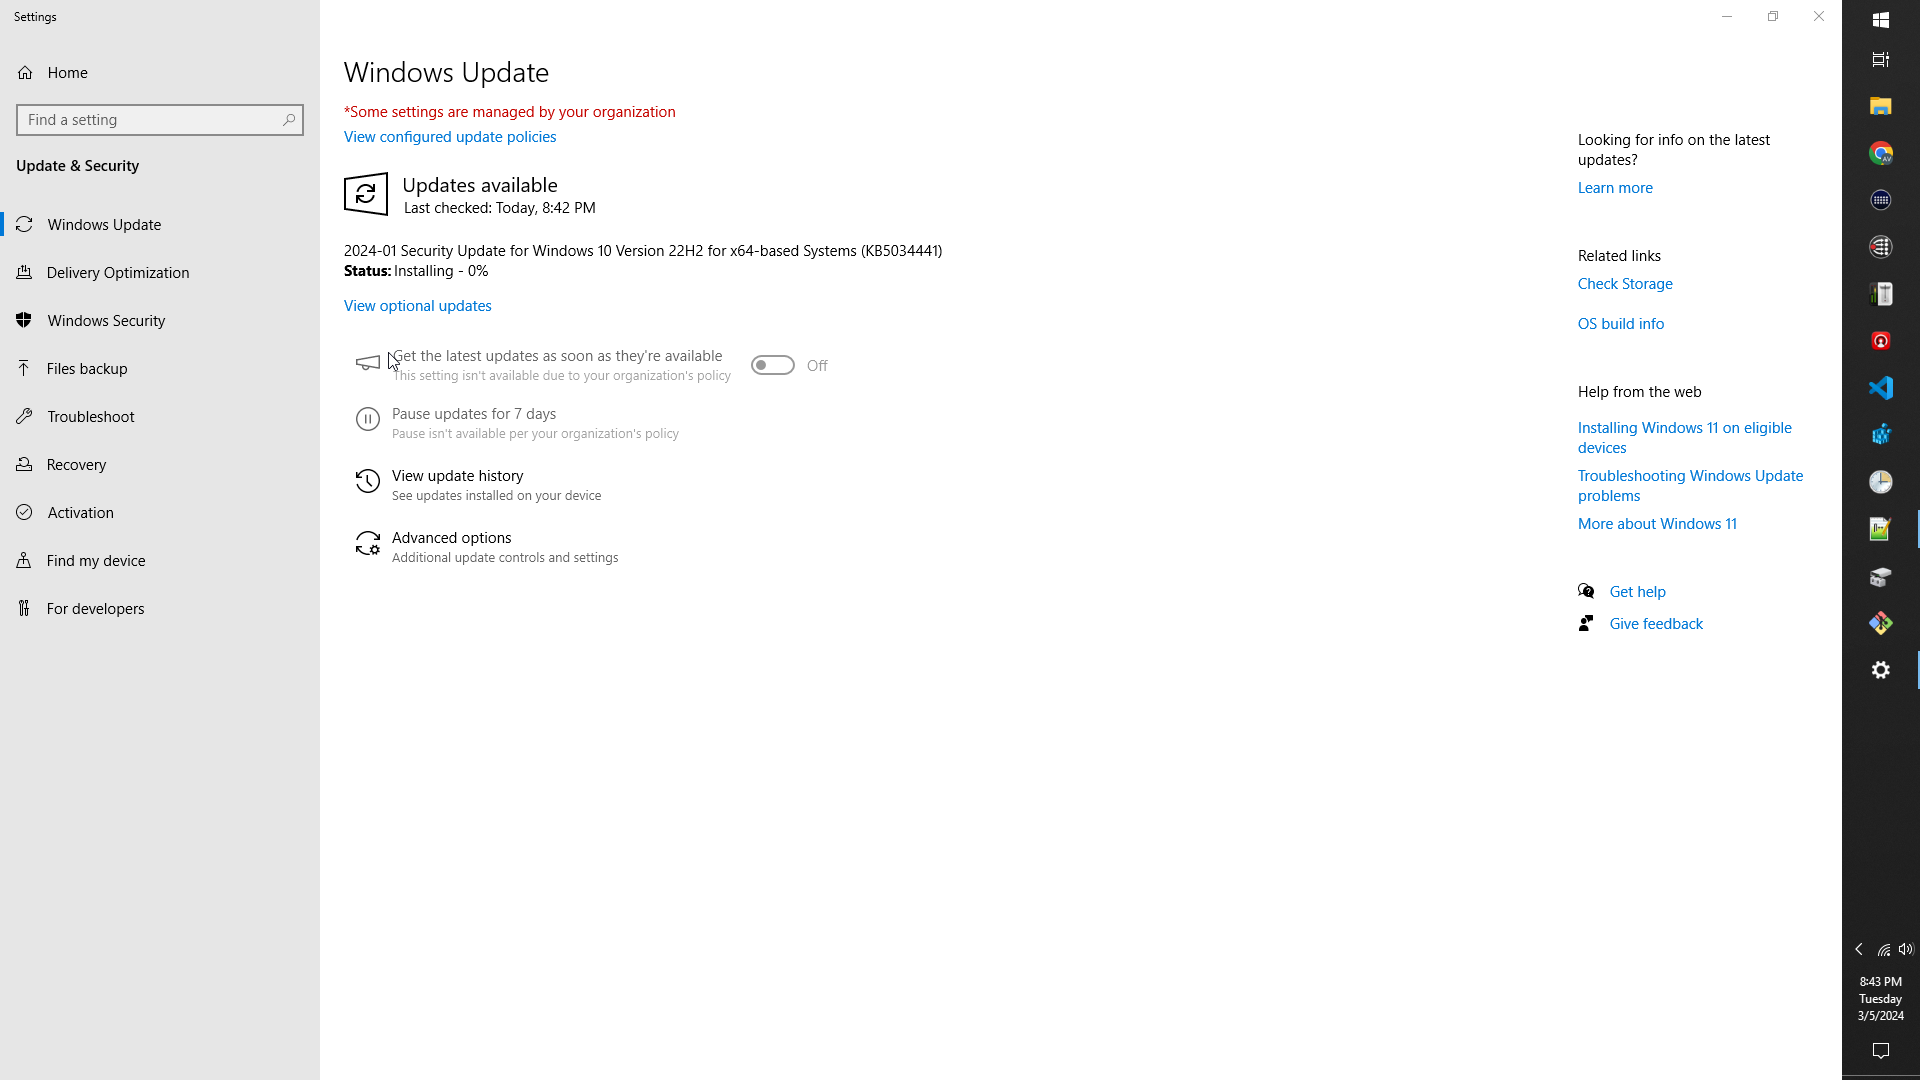 Settings
Home
Find a setting
Update & Security
Windows Update
Delivery Optimization
Windows Security
Files backup
Troubleshoot
Recovery
Activation
Find my device
For developers
Windows Update
*Some settings are managed by your organization
View configured update policies
Updates available
Last checked: Today, 8:42 PM
2024-01 Security Update for Windows 10 Version 22H2 for x64-based Systems (KB5034441)
Status: Installing - 0%
View optional updates
Get the latest updates as soon as they're available
This setting isn't available due to your organization's policy
Off
Pause updates for 7 days
Pause isn't available per your organization's policy
View update history
See updates installed on your device
Advanced options
Additional update controls and settings
Looking for info on the latest
updates?
Learn more
Related links
Check Storage
OS build info
Help from the web
Installing Windows 11 on eligible
devices
Troubleshooting Windows Update
problems
More about Windows 11
Get help
Give feedback
AV
8:43 PM
Tuesday
3/5/2024